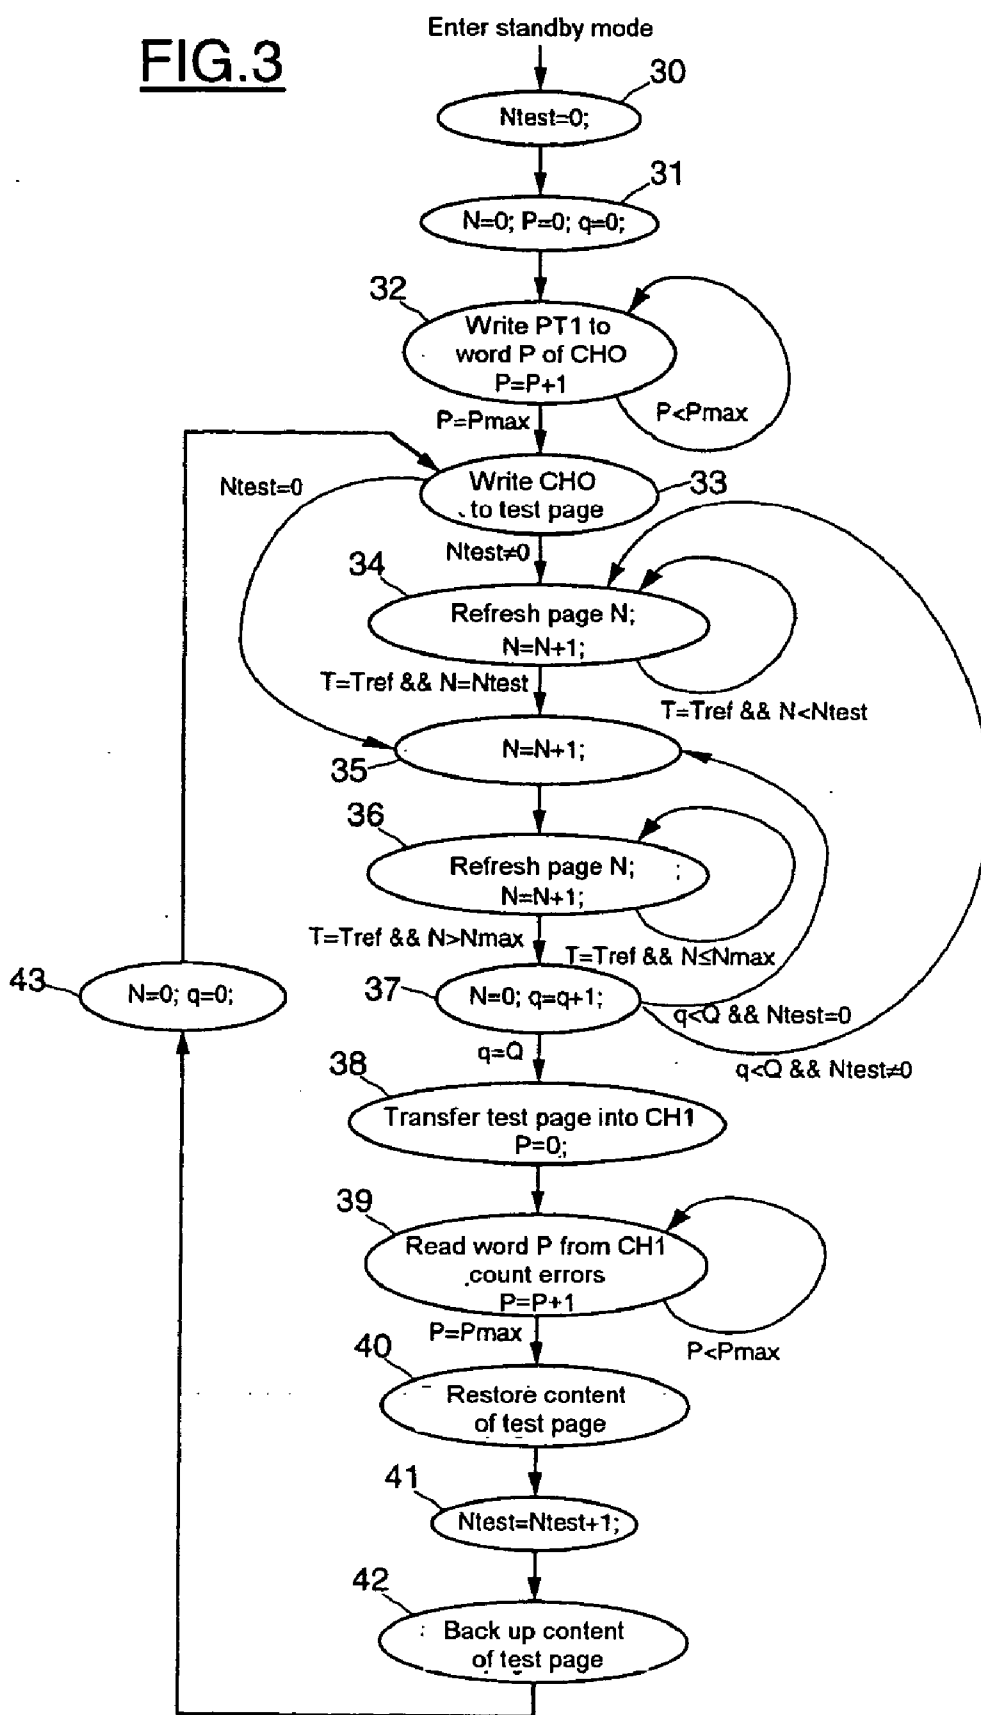 FIG.3
Enter standby mode
30
Ntest=0;
31
N=0; P=0; q=0;
32
Write PT1 to
word P of CHO
P=P+1
P<Pmax
P=Pmax
Ntest=0
Write CHO
to test page
33
Ntest≠0
34
Refresh page N;
N=N+1;
T=Tref && N=Ntest
T=Tref && N<Ntest
N=N+1;
35
36
Refresh page N;
N=N+1;
T=Tref && N>Nmax
T=Tref && N≤Nmax
43
N=0; q=0;
37
N=0; q=q+1;
q<Q && Ntest=0
q=Q
q<Q && Ntest≠0
38
Transfer test page into CH1
P=0;
39
Read word P from CH1
count errors
P=P+1
P=Pmax
P<Pmax
40
Restore content
of test page
41
Ntest=Ntest+1;
42
Back up content
of test page